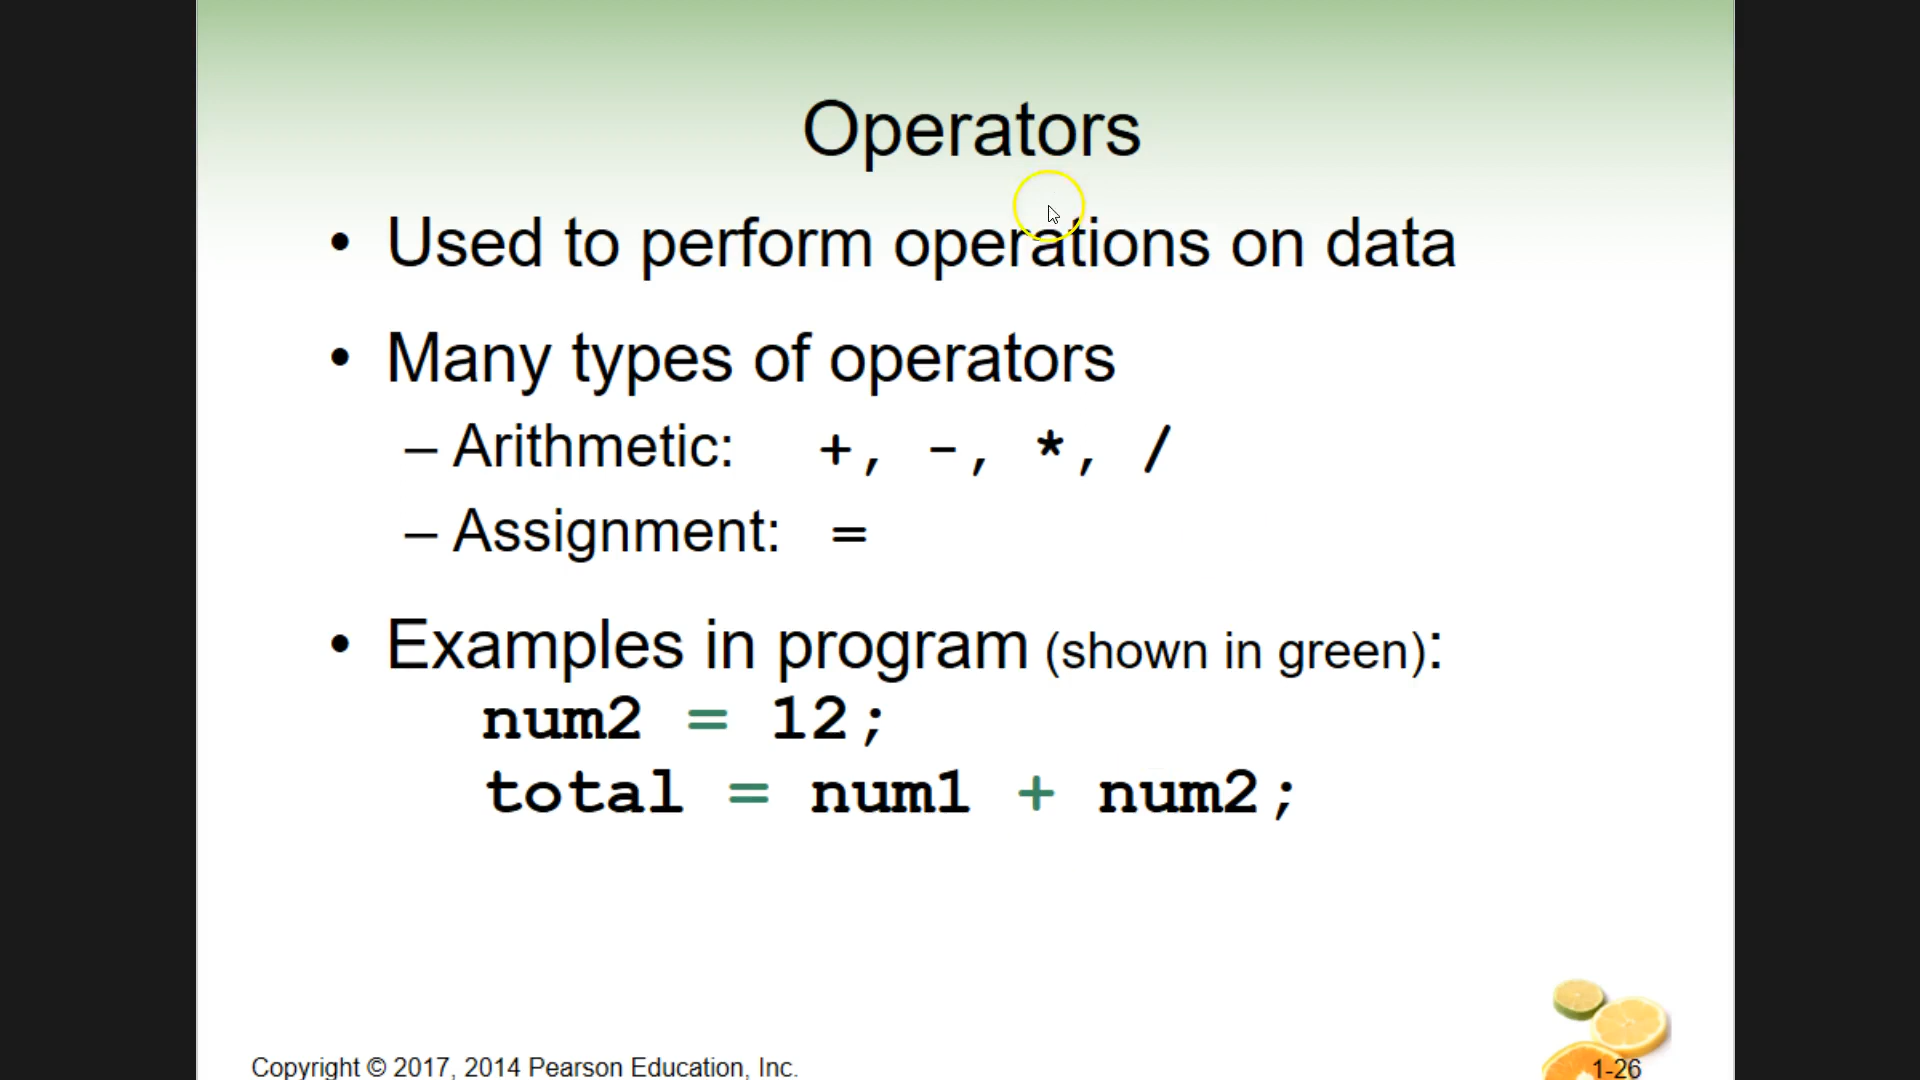 Operators
• Used to perform operations on data
• Many types of operators
– Arithmetic: +, -, *, /
– Assignment: =
• Examples in program (shown in green):
num2 = 12;
total = num1 + num2;
Copyright © 2017, 2014 Pearson Education, Inc.
1-26